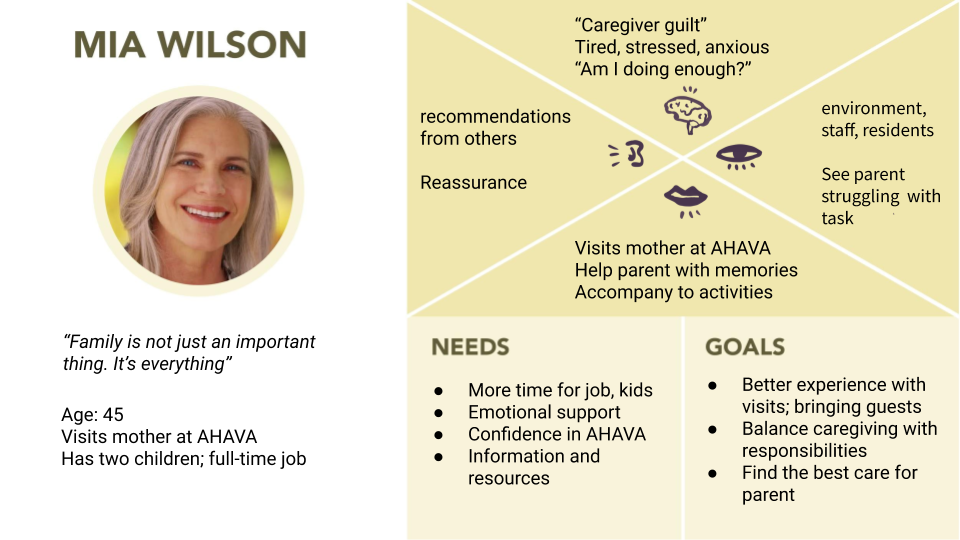 MIA WILSON
“Family is not just an important
thing. It’s everything”
Age: 45
Visits mother at AHAVA
Has two children; full-time job
“Caregiver guilt”
Tired, stressed, anxious
“Am I doing enough?”
recommendations
from others
Reassurance
environment,
staff, residents
See parent
struggling with
task
Visits mother at AHAVA
Help parent with memories
Accompany to activities
NEEDS
● More time for job, kids
● Emotional support
● Confidence in AHAVA
● Information and
resources
GOALS
● Better experience with
visits; bringing guests
● Balance caregiving with
responsibilities
● Find the best care for
parent